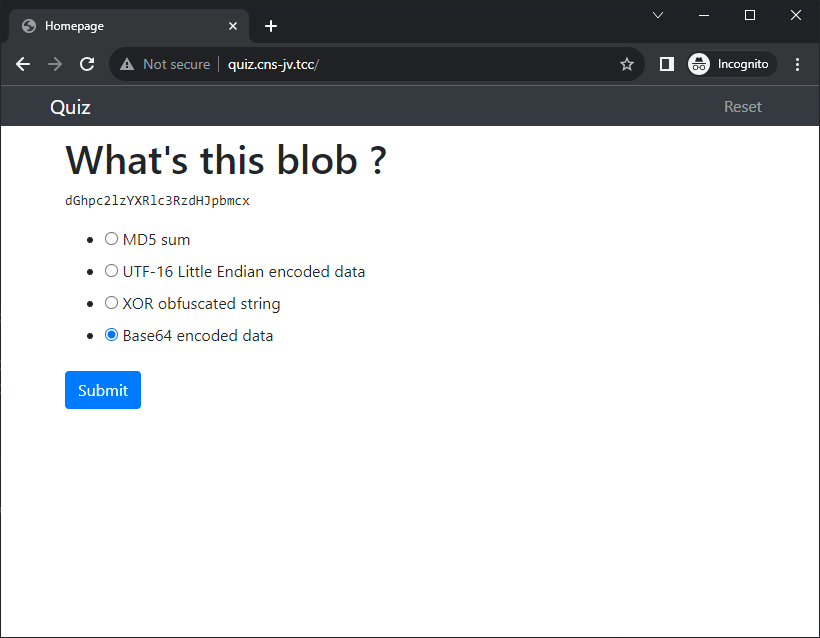 Homepage
Not secure quiz.cns-jv.tcc/ Incognito
Quiz Reset
What's this blob ?
dGhpc2lzYXRlc3RzdHJpbmcx
MD5 sum
UTF-16 Little Endian encoded data
XOR obfuscated string
Base64 encoded data
Submit